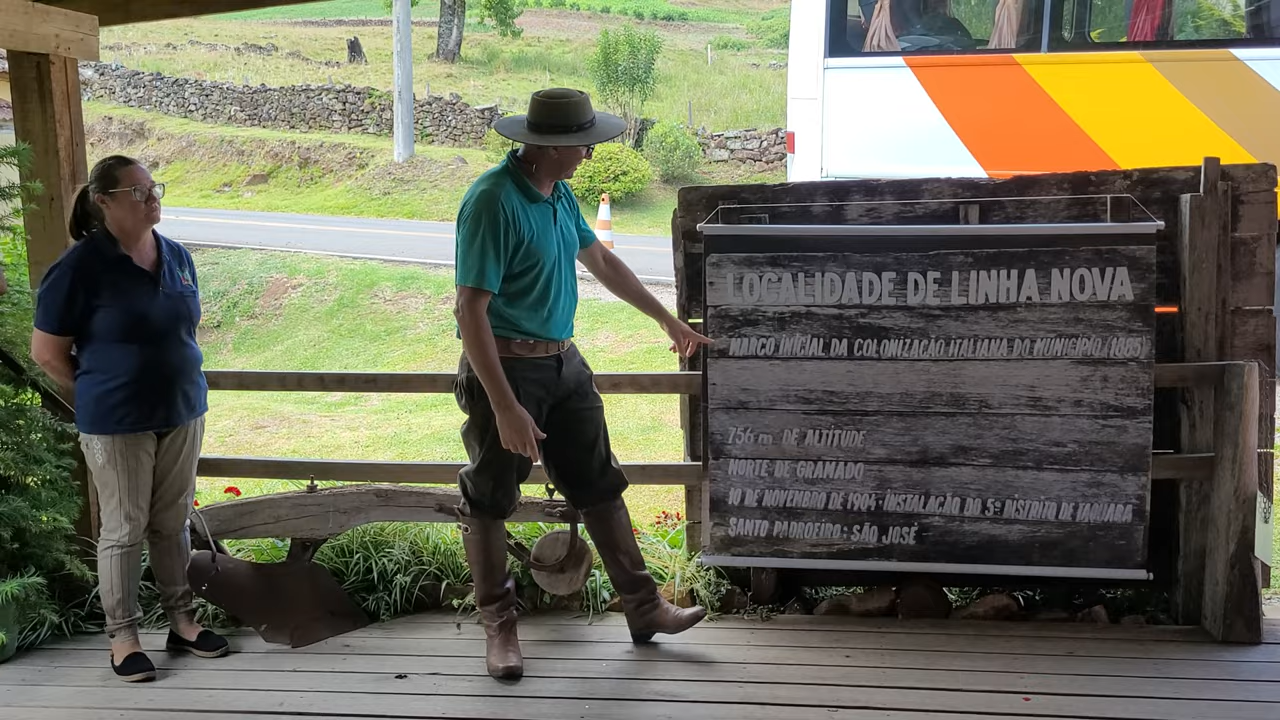 LOCALIDADE DE LINHA NOVA
MARCO INICIAL DA COLONIZAÇÃO ITALIANA DO MUNICÍPIO (1885)
756 m. DE ALTITUDE
NORTE DE GRAMADO
10 DE NOVEMBRO DE 1904 - INSTALAÇÃO DO 5º DISTRITO DE TAQUARA
SANTO PADROEIRO: SÃO JOSÉ